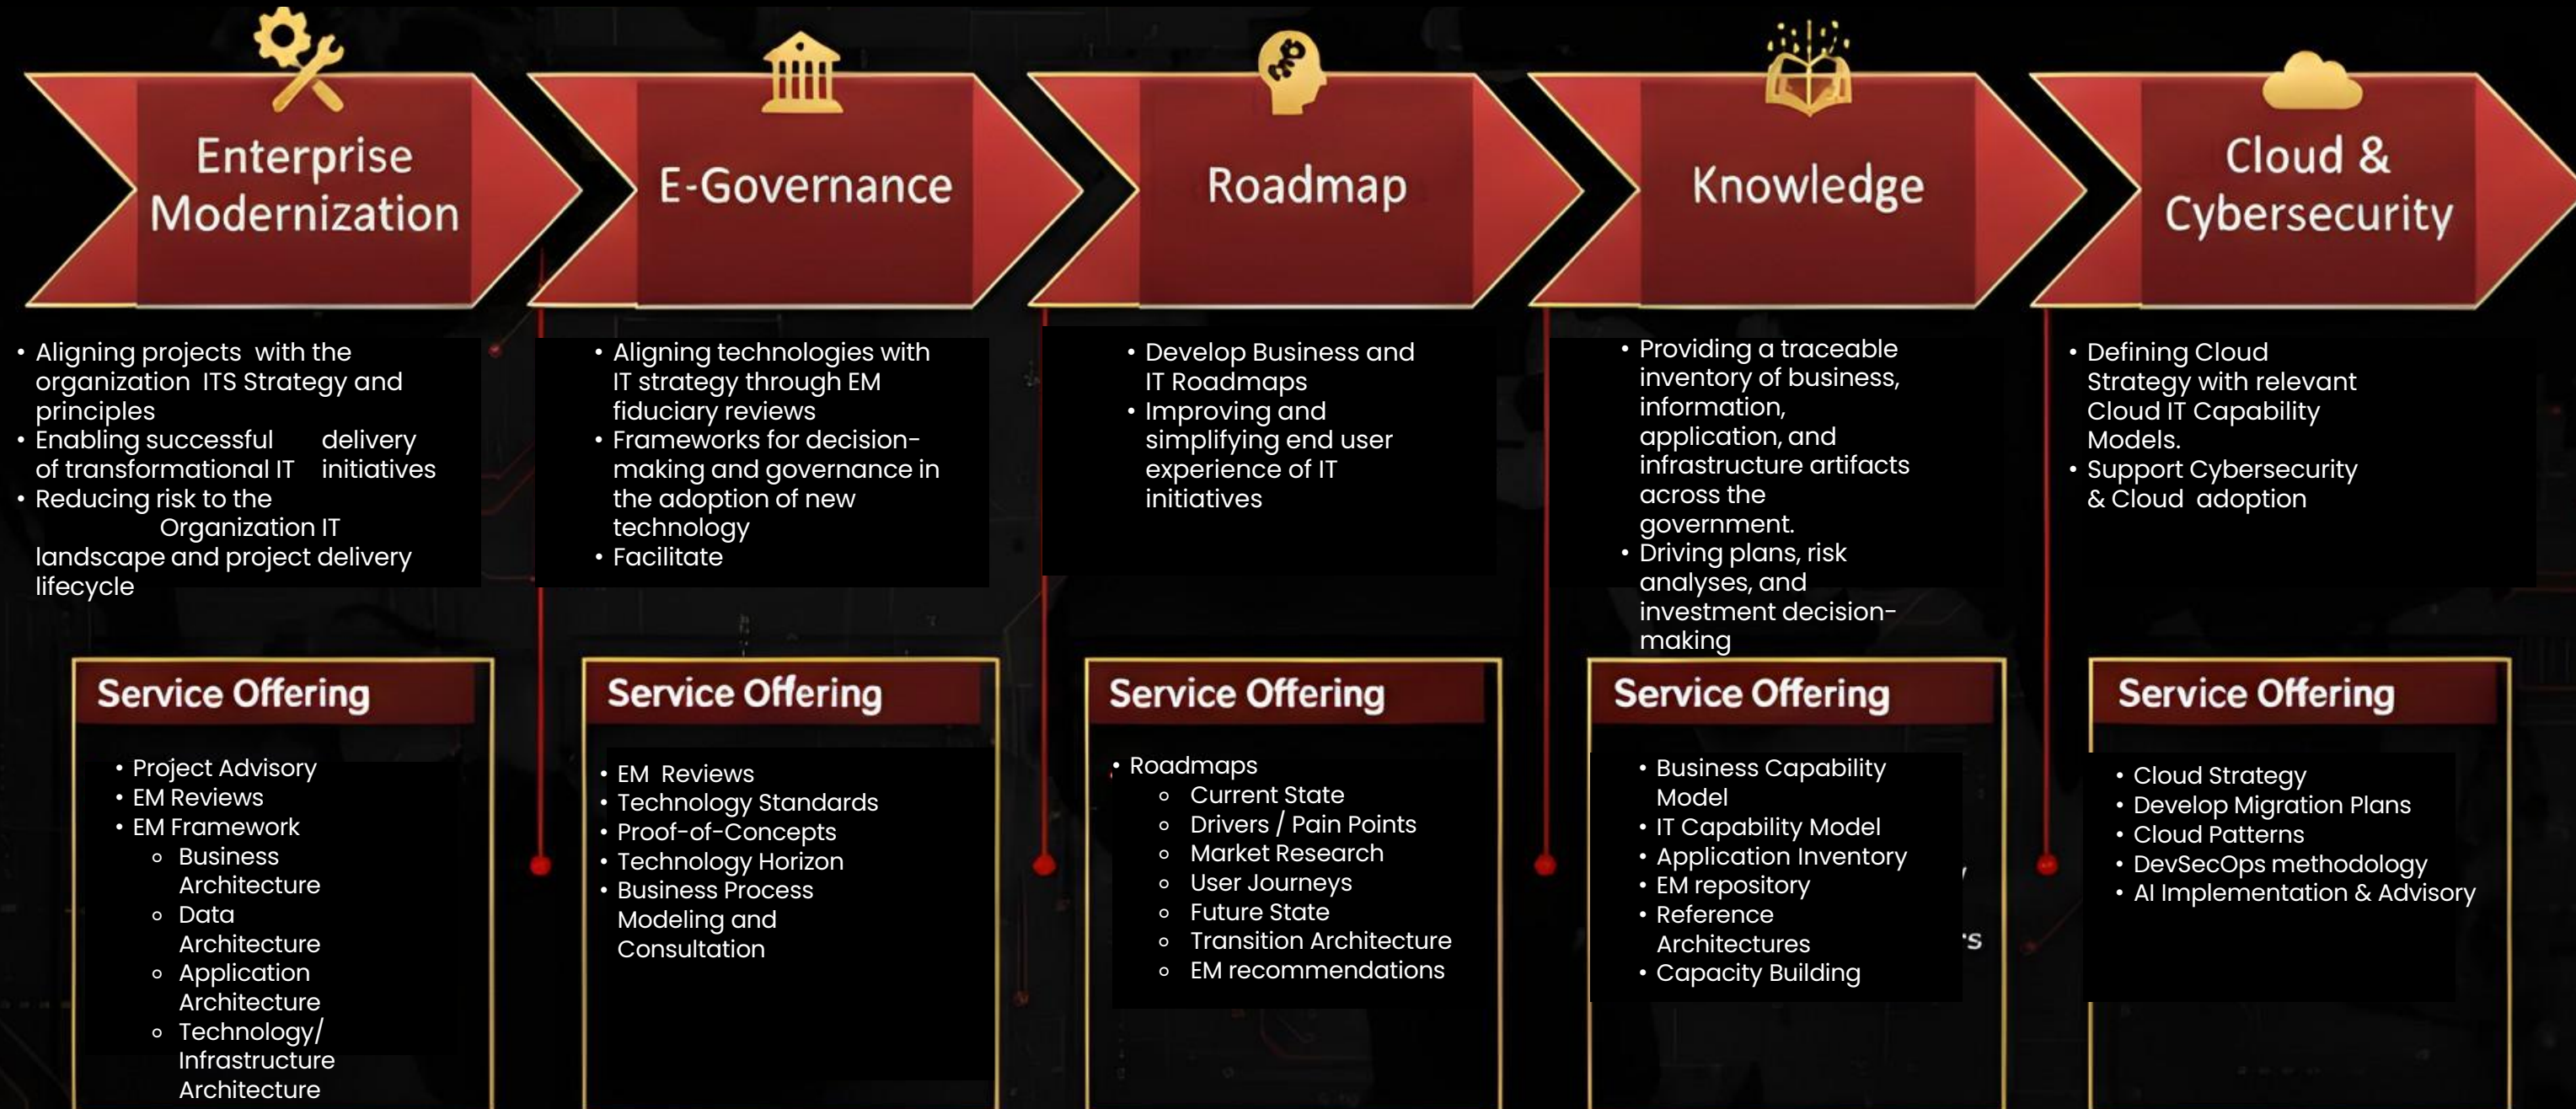 Enterprise
Modernization
• Aligning projects with the
organization ITS Strategy and
principles
• Enabling successful delivery
of transformational IT initiatives
• Reducing risk to the
Organization IT
landscape and project delivery
lifecycle
Service Offering
• Project Advisory
• EM Reviews
• EM Framework
○ Business
Architecture
○ Data
Architecture
○ Application
Architecture
○ Technology/
Infrastructure
Architecture
E-Governance
• Aligning technologies with
IT strategy through EM
fiduciary reviews
• Frameworks for decision-
making and governance in
the adoption of new
technology
• Facilitate
Service Offering
• EM Reviews
• Technology Standards
• Proof-of-Concepts
• Technology Horizon
• Business Process
Modeling and
Consultation
Roadmap
• Develop Business and
IT Roadmaps
• Improving and
simplifying end user
experience of IT
initiatives
Service Offering
• Roadmaps
○ Current State
○ Drivers / Pain Points
○ Market Research
○ User Journeys
○ Future State
○ Transition Architecture
○ EM recommendations
Knowledge
• Providing a traceable
inventory of business,
information,
application, and
infrastructure artifacts
across the
government.
• Driving plans, risk
analyses, and
investment decision-
making
Service Offering
• Business Capability
Model
• IT Capability Model
• Application Inventory
• EM repository
• Reference
Architectures
• Capacity Building
Cloud &
Cybersecurity
• Defining Cloud
Strategy with relevant
Cloud IT Capability
Models.
• Support Cybersecurity
& Cloud adoption
Service Offering
• Cloud Strategy
• Develop Migration Plans
• Cloud Patterns
• DevSecOps methodology
• AI Implementation & Advisory